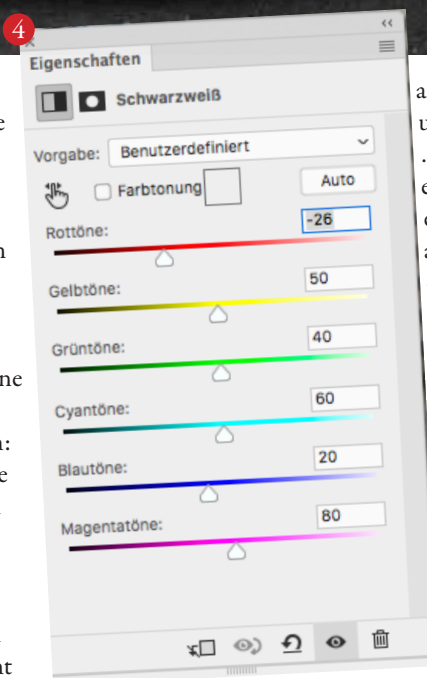 4
Eigenschaften
Schwarzweiß
Vorgabe: Benutzerdefiniert
Farbtonung Auto
Rottöne: -26
Gelbtöne: 50
Grüntöne: 40
Cyantöne: 60
Blautöne: 20
Magentatöne: 80